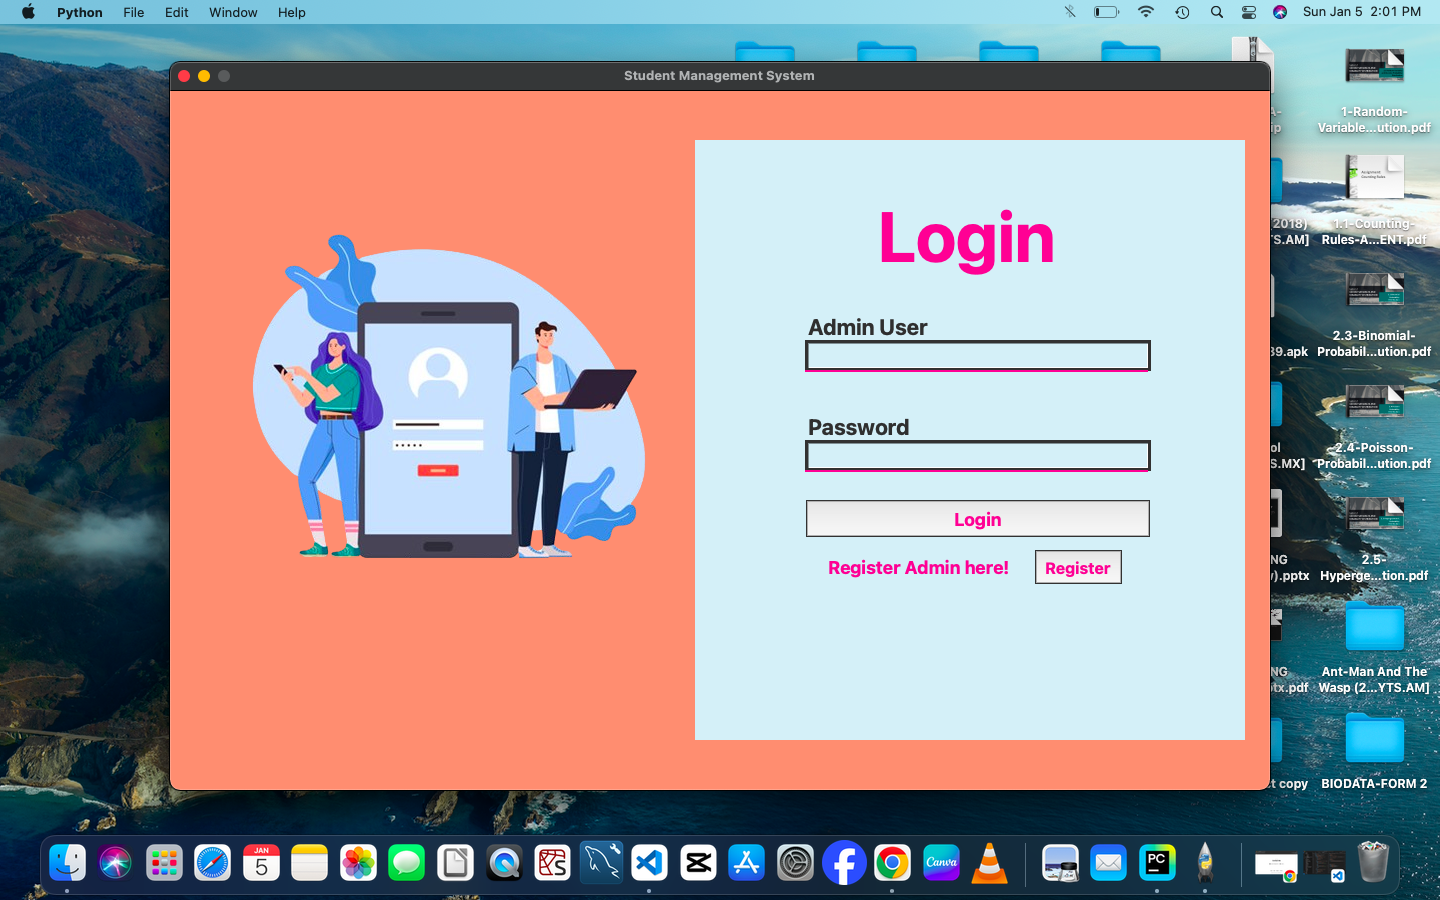 Python File Edit Window Help
Sun Jan 5 2:01 PM
Student Management System
Login
Admin User
Password
Login
Register Admin here!
Register
1-Random-
Variable...ution.pdf
1.1-Counting-
Rules-A...ENT.pdf
2.3-Binomial-
Probabil...ution.pdf
2.4-Poisson-
Probabil...ution.pdf
2.5-
Hyperge...tion.pdf
Ant-Man And The
Wasp (2...YTS.AM]
BIODATA-FORM 2
A-
ip
(2018)
TS.AM]
39.apk
ol
S.MX]
NG
).pptx
NG
tx.pdf
t copy
JAN
5
Canva
PC